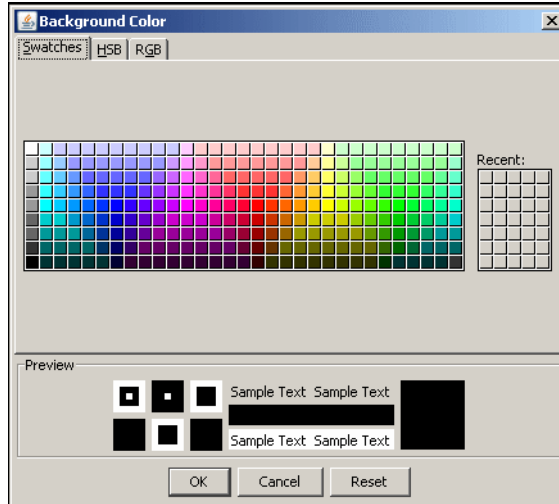 Background Color
Swatches HSB RGB
Recent:
Preview
Sample Text Sample Text
Sample Text Sample Text
OK Cancel Reset